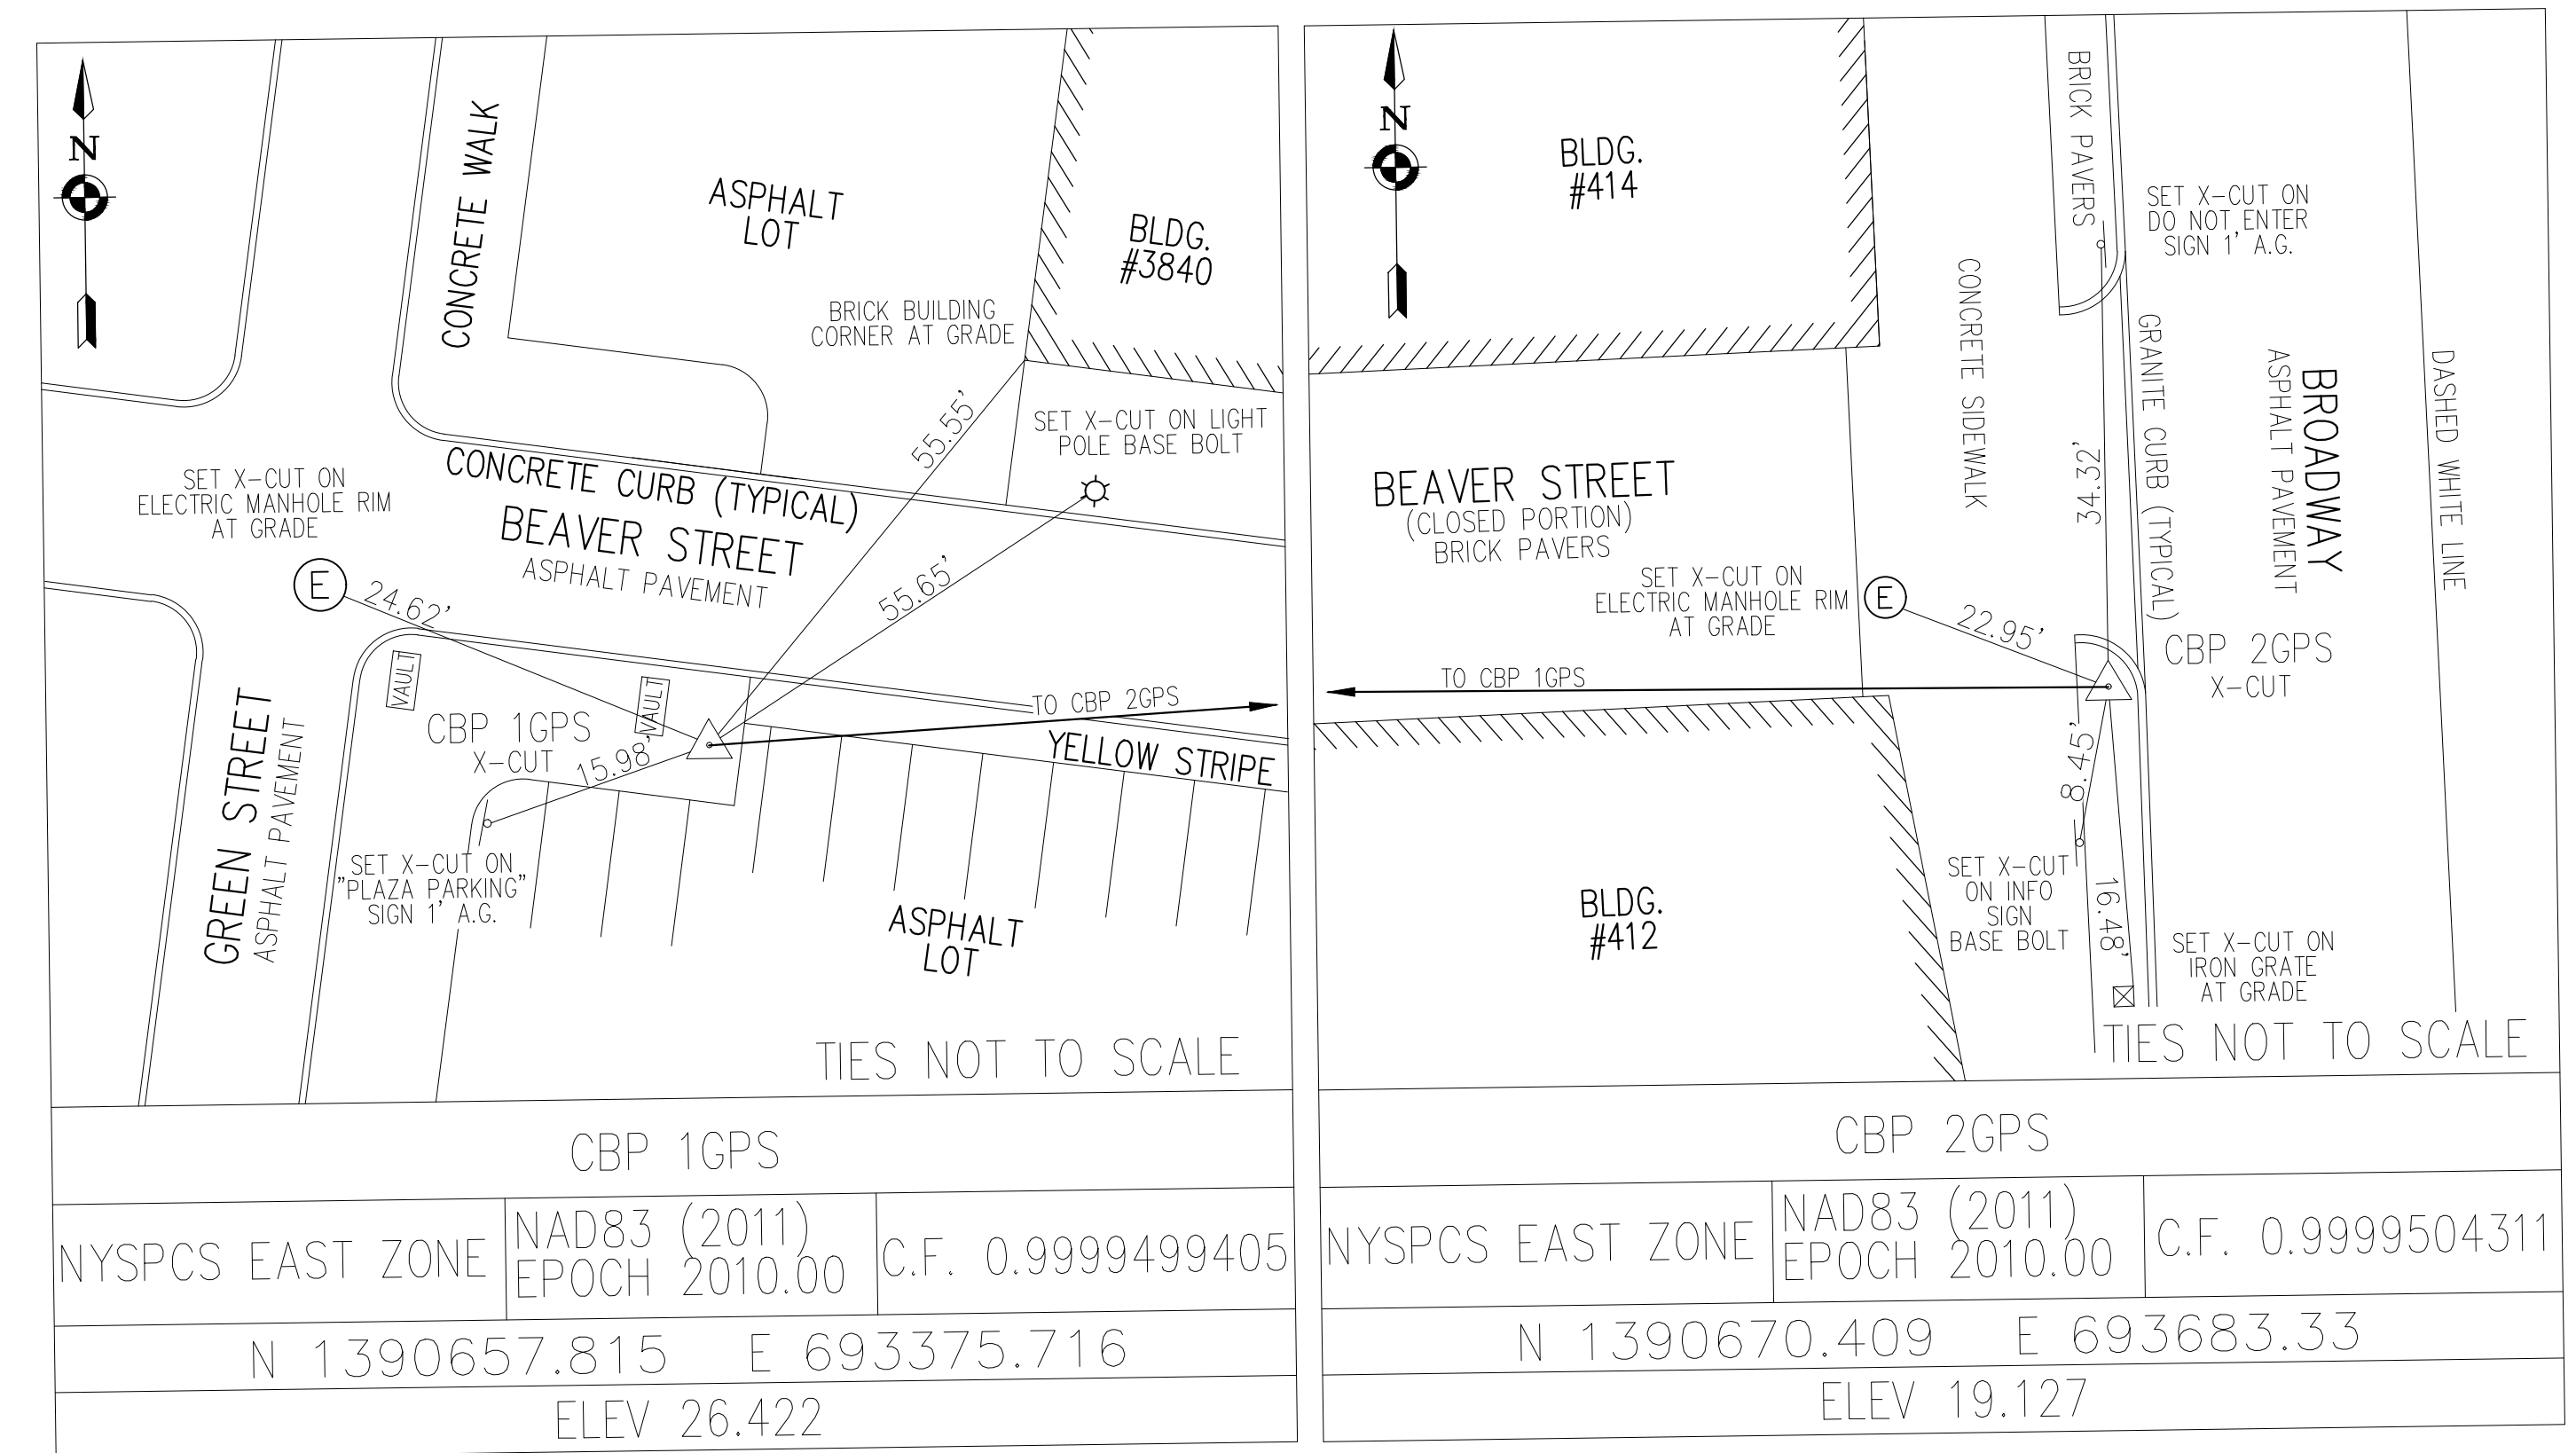 N
CONCRETE WALK
ASPHALT
LOT
BLDG.
#3840
BRICK BUILDING
CORNER AT GRADE
55.55'
SET X-CUT ON LIGHT
POLE BASE BOLT
SET X-CUT ON
ELECTRIC MANHOLE RIM
AT GRADE
CONCRETE CURB (TYPICAL)
BEAVER STREET
ASPHALT PAVEMENT
E
24.62'
55.65'
VAULT
VAULT
TO CBP 2GPS
CBP 1GPS
X-CUT
15.98'
YELLOW STRIPE
GREEN STREET
ASPHALT PAVEMENT
SET X-CUT ON
"PLAZA PARKING"
SIGN 1' A.G.
ASPHALT
LOT
TIES NOT TO SCALE
CBP 1GPS
NYSPCS EAST ZONE
NAD83 (2011)
EPOCH 2010.00
C.F. 0.9999499405
N 1390657.815 E 693375.716
ELEV 26.422
N
BLDG.
#414
BRICK PAVERS
SET X-CUT ON
DO NOT ENTER
SIGN 1' A.G.
CONCRETE SIDEWALK
GRANITE CURB (TYPICAL)
BROADWAY
ASPHALT PAVEMENT
DASHED WHITE LINE
34.32'
BEAVER STREET
(CLOSED PORTION)
BRICK PAVERS
SET X-CUT ON
ELECTRIC MANHOLE RIM
AT GRADE
E
22.95'
CBP 2GPS
X-CUT
TO CBP 1GPS
8.45'
BLDG.
#412
SET X-CUT
ON INFO
SIGN
BASE BOLT
16.48'
SET X-CUT ON
IRON GRATE
AT GRADE
TIES NOT TO SCALE
CBP 2GPS
NYSPCS EAST ZONE
NAD83 (2011)
EPOCH 2010.00
C.F. 0.9999504311
N 1390670.409 E 693683.33
ELEV 19.127